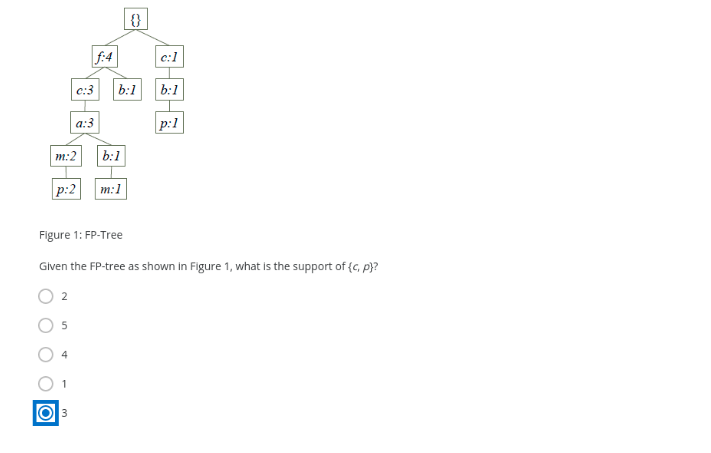 {}
f:4
c:1
c:3
b:1
b:1
a:3
p:1
m:2
b:1
p:2
m:1
Figure 1: FP-Tree
Given the FP-tree as shown in Figure 1, what is the support of {c, p}?
2
5
4
1
3